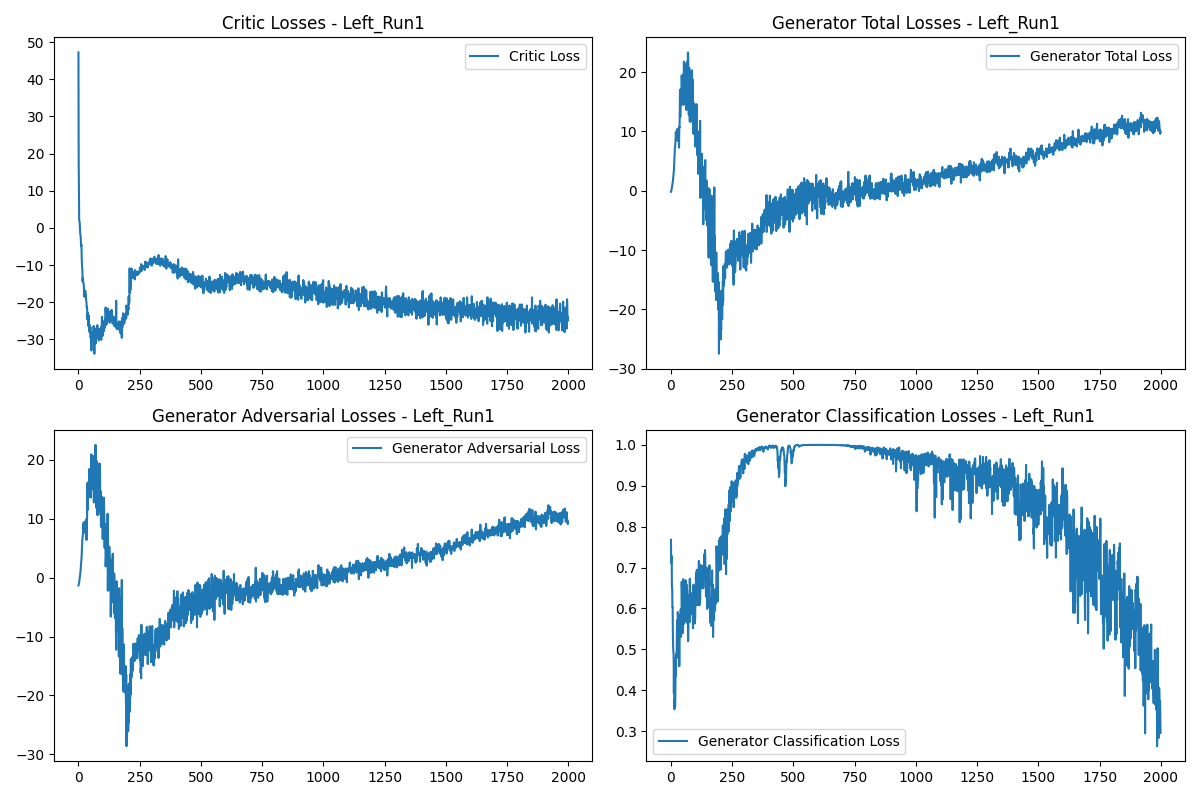 Critic Losses - Left_Run1
50
40
30
20
10
0
−10
−20
−30
0 250 500 750 1000 1250 1500 1750 2000
Critic Loss
Generator Total Losses - Left_Run1
20
10
0
−10
−20
−30
0 250 500 750 1000 1250 1500 1750 2000
Generator Total Loss
Generator Adversarial Losses - Left_Run1
20
10
0
−10
−20
−30
0 250 500 750 1000 1250 1500 1750 2000
Generator Adversarial Loss
Generator Classification Losses - Left_Run1
1.0
0.9
0.8
0.7
0.6
0.5
0.4
0.3
0 250 500 750 1000 1250 1500 1750 2000
Generator Classification Loss